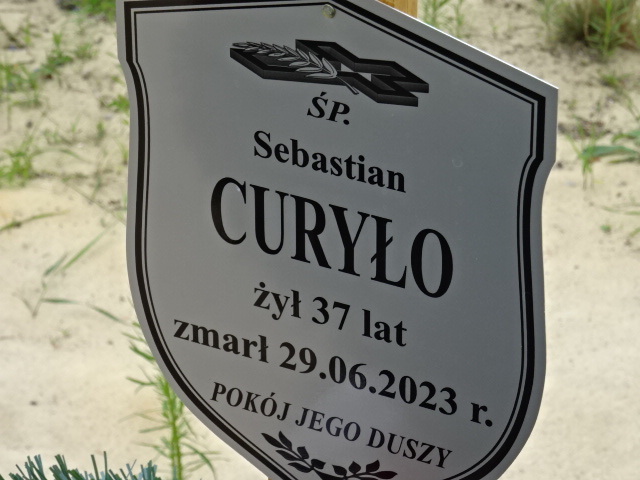 ŚP.
Sebastian
CURYŁO
żył 37 lat
zmarł 29.06.2023 r.
POKÓJ JEGO DUSZY